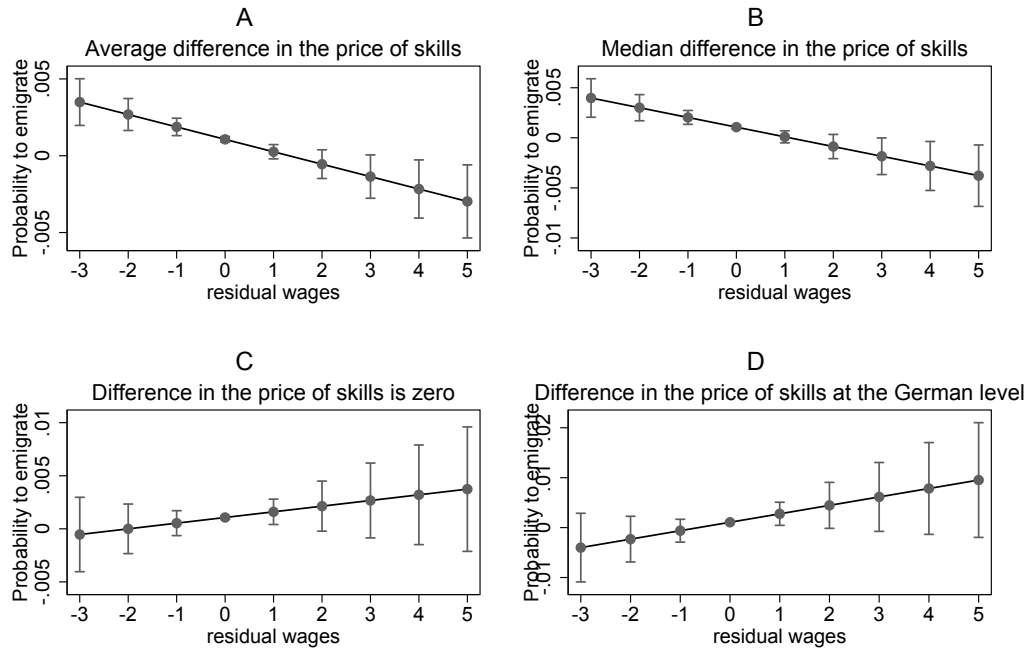 A
Average difference in the price of skills
Probability to emigrate
.005
0
-.005
-3 -2 -1 0 1 2 3 4 5
residual wages
B
Median difference in the price of skills
Probability to emigrate
.005
0
-.005
-.01
-3 -2 -1 0 1 2 3 4 5
residual wages
C
Difference in the price of skills is zero
Probability to emigrate
.01
.005
0
-.005
-3 -2 -1 0 1 2 3 4 5
residual wages
D
Difference in the price of skills at the German level
Probability to emigrate
.02
.01
0
-.01
-3 -2 -1 0 1 2 3 4 5
residual wages